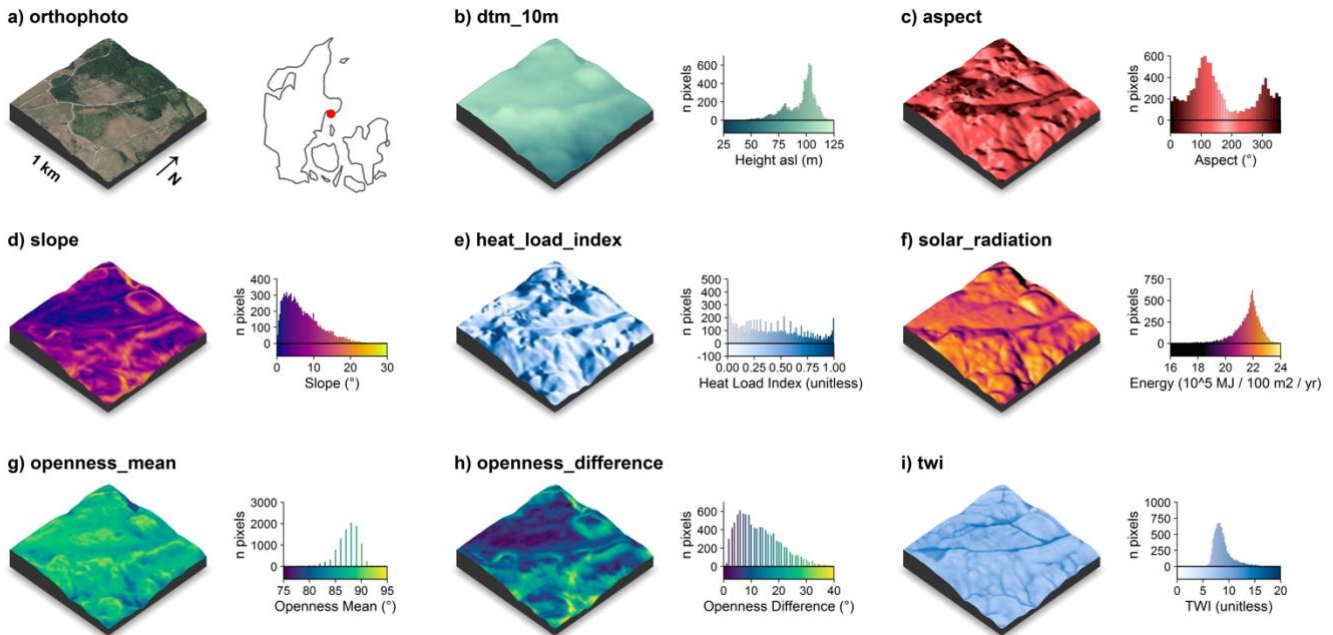 a) orthophoto
1 km
N
b) dtm_10m
n pixels
600
400
200
0
25 50 75 100 125
Height asl (m)
c) aspect
n pixels
600
400
200
0
0 100 200 300
Aspect (°)
d) slope
n pixels
400
300
200
100
0
0 10 20 30
Slope (°)
e) heat_load_index
n pixels
500
400
300
200
100
0
-100
0.00 0.25 0.50 0.75 1.00
Heat Load Index (unitless)
f) solar_radiation
n pixels
750
500
250
0
16 18 20 22 24
Energy (10^5 MJ / 100 m2 / yr)
g) openness_mean
n pixels
3000
2000
1000
0
75 80 85 90 95
Openness Mean (°)
h) openness_difference
n pixels
600
400
200
0
0 10 20 30 40
Openness Difference (°)
i) twi
n pixels
1000
750
500
250
0
0 5 10 15 20
TWI (unitless)